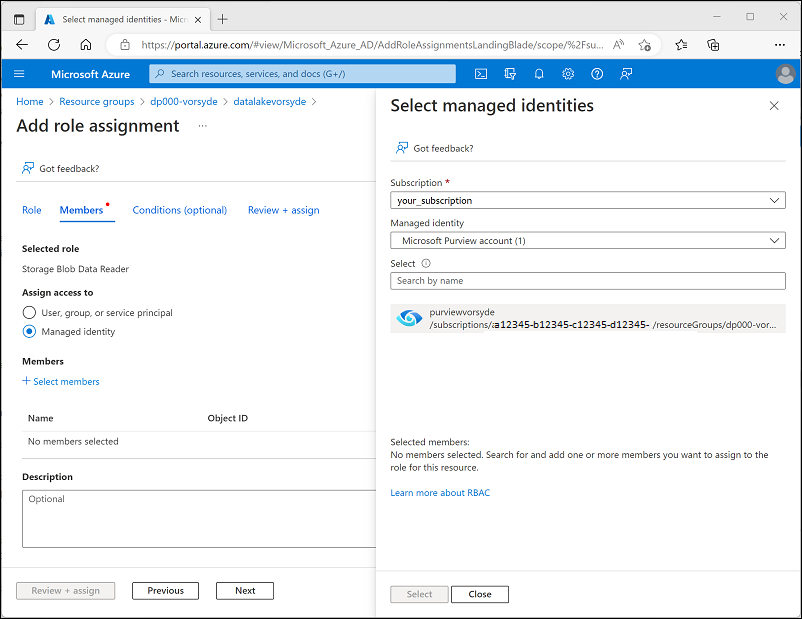 Select managed identities - Micr
https://portal.azure.com/#view/Microsoft_Azure_AD/AddRoleAssignmentsLandingBlade/scope/%2Fsu...
Microsoft Azure
Search resources, services, and docs (G+/)
Home > Resource groups > dp000-vorsyde > datalakevorsyde >
Add role assignment ...
Got feedback?
Role
Members
Conditions (optional)
Review + assign
Selected role
Storage Blob Data Reader
Assign access to
User, group, or service principal
Managed identity
Members
+ Select members
Name
Object ID
No members selected
Description
Optional
Review + assign
Previous
Next
Select managed identities
Got feedback?
Subscription *
your_subscription
Managed identity
Microsoft Purview account (1)
Select
Search by name
purviewvorsyde
/subscriptions/a12345-b12345-c12345-d12345- /resourceGroups/dp000-vor...
Selected members:
No members selected. Search for and add one or more members you want to assign to the
role for this resource.
Learn more about RBAC
Select
Close